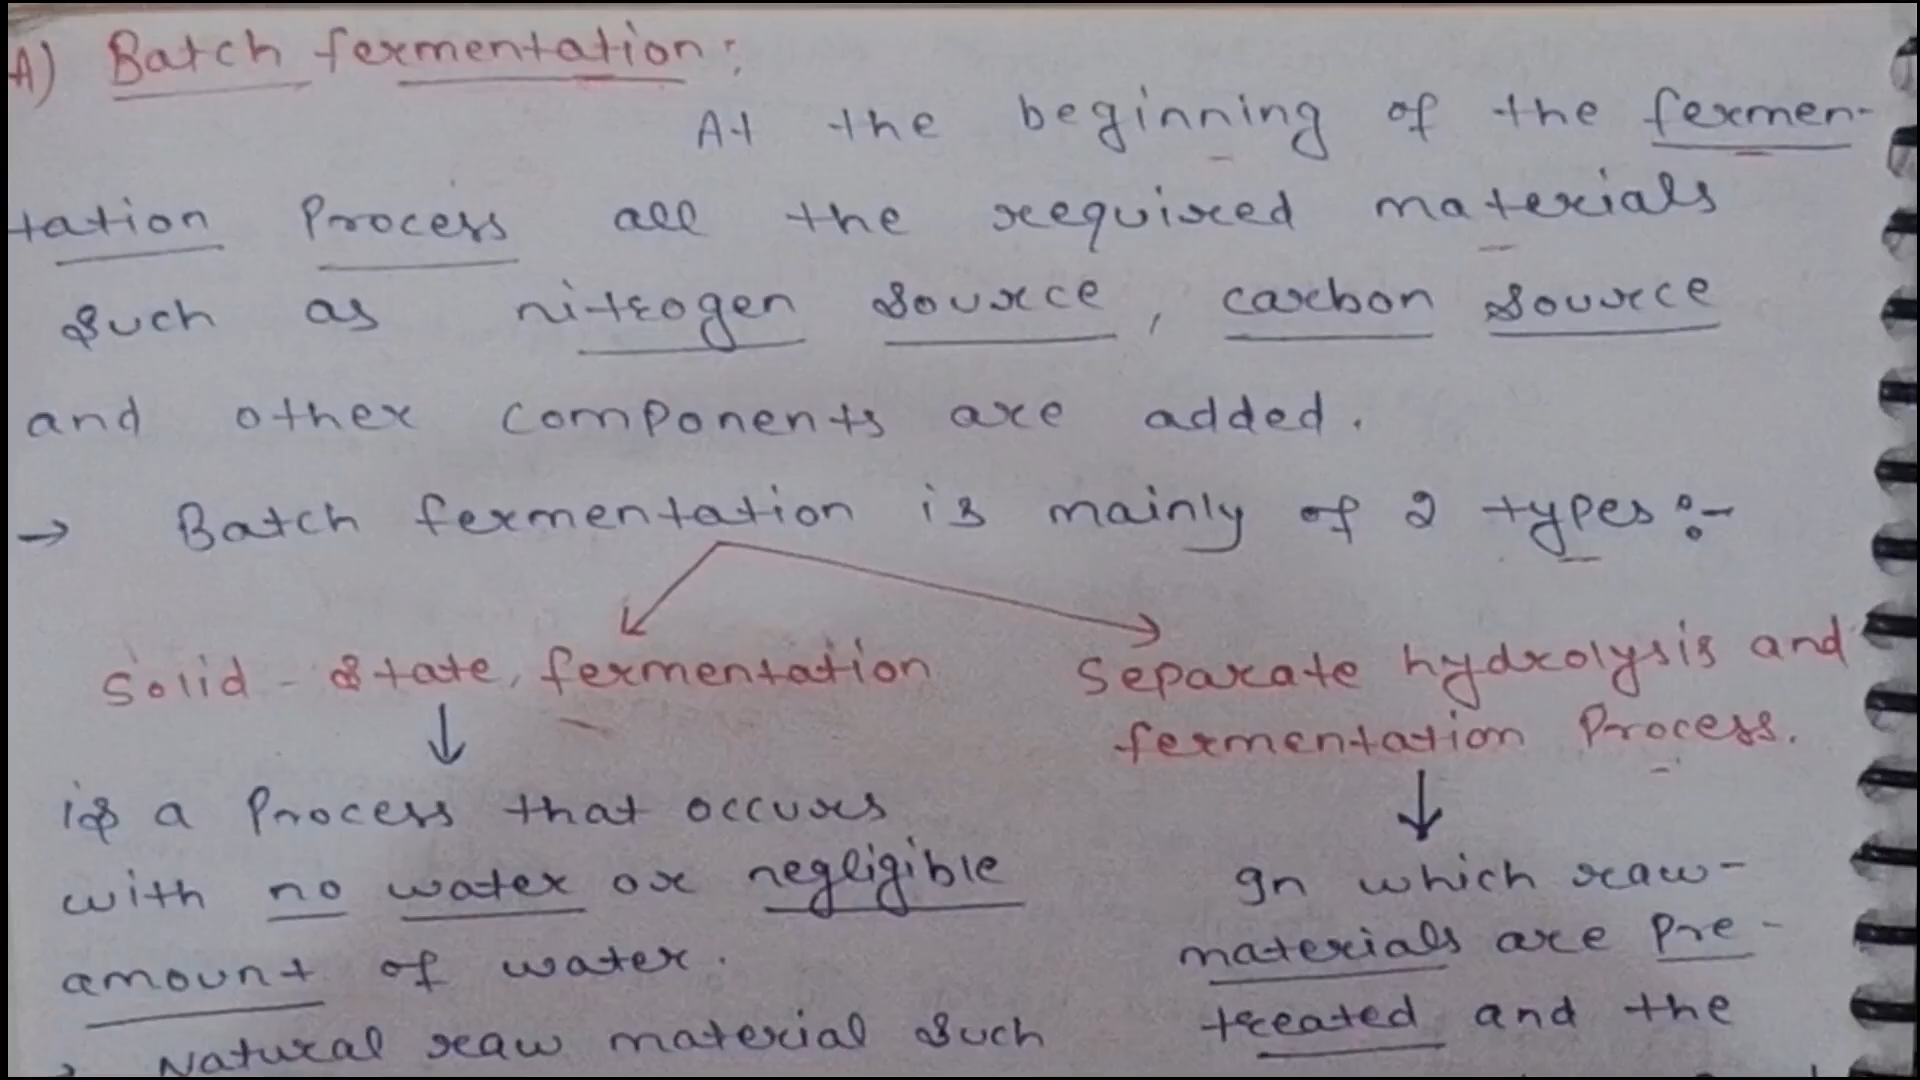 A) Batch fermentation:
At the beginning of the fermen-
tation Process all the required materials
such as nitrogen source, carbon source
and other components are added.
→ Batch fermentation is mainly of 2 types :-
Solid - state, fermentation
is a Process that occurs
with no water or negligible
amount of water.
Natural raw material such
Separate hydrolysis and
fermentation Process.
In which raw-
materials are Pre-
treated and the